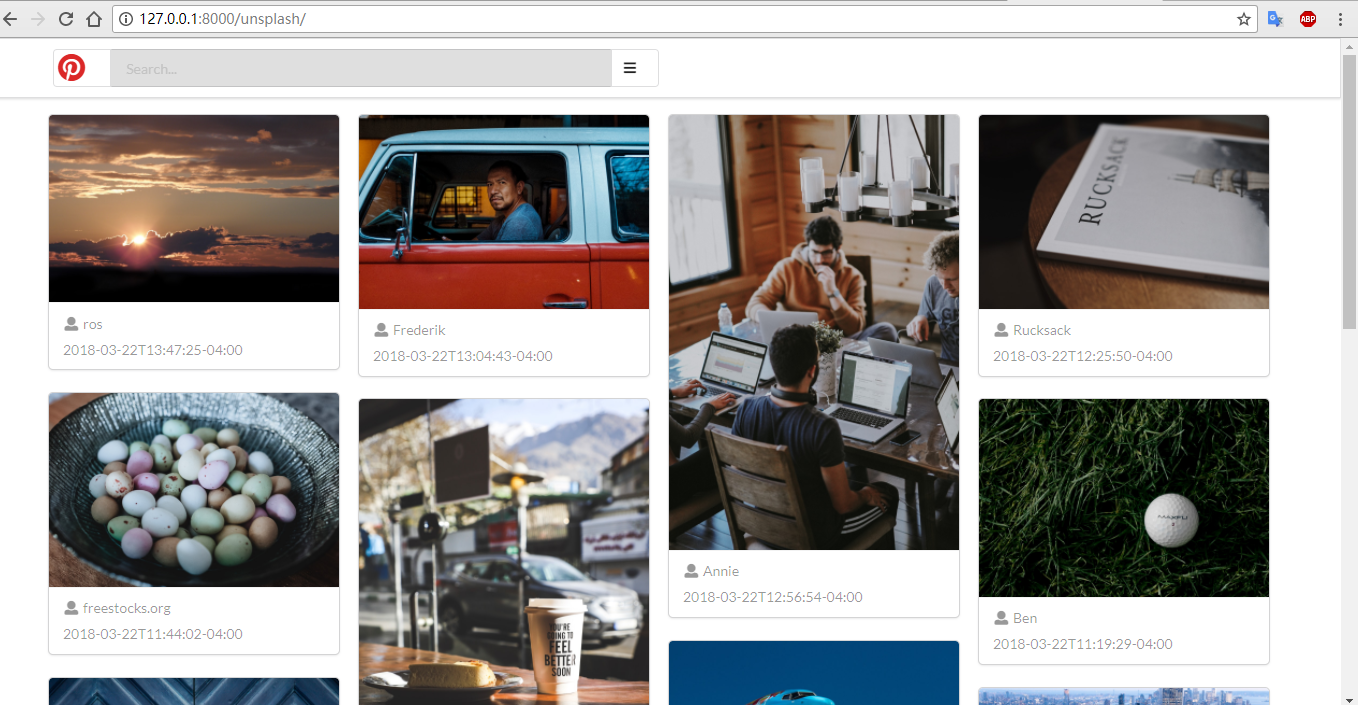 127.0.0.1:8000/unsplash/
ABP
Search...
ros
2018-03-22T13:47:25-04:00
Frederik
2018-03-22T13:04:43-04:00
Annie
2018-03-22T12:56:54-04:00
RUCKSACK
Rucksack
2018-03-22T12:25:50-04:00
freestocks.org
2018-03-22T11:44:02-04:00
YOU'RE
GOING TO
FEEL
BETTER
SOON
Ben
2018-03-22T11:19:29-04:00